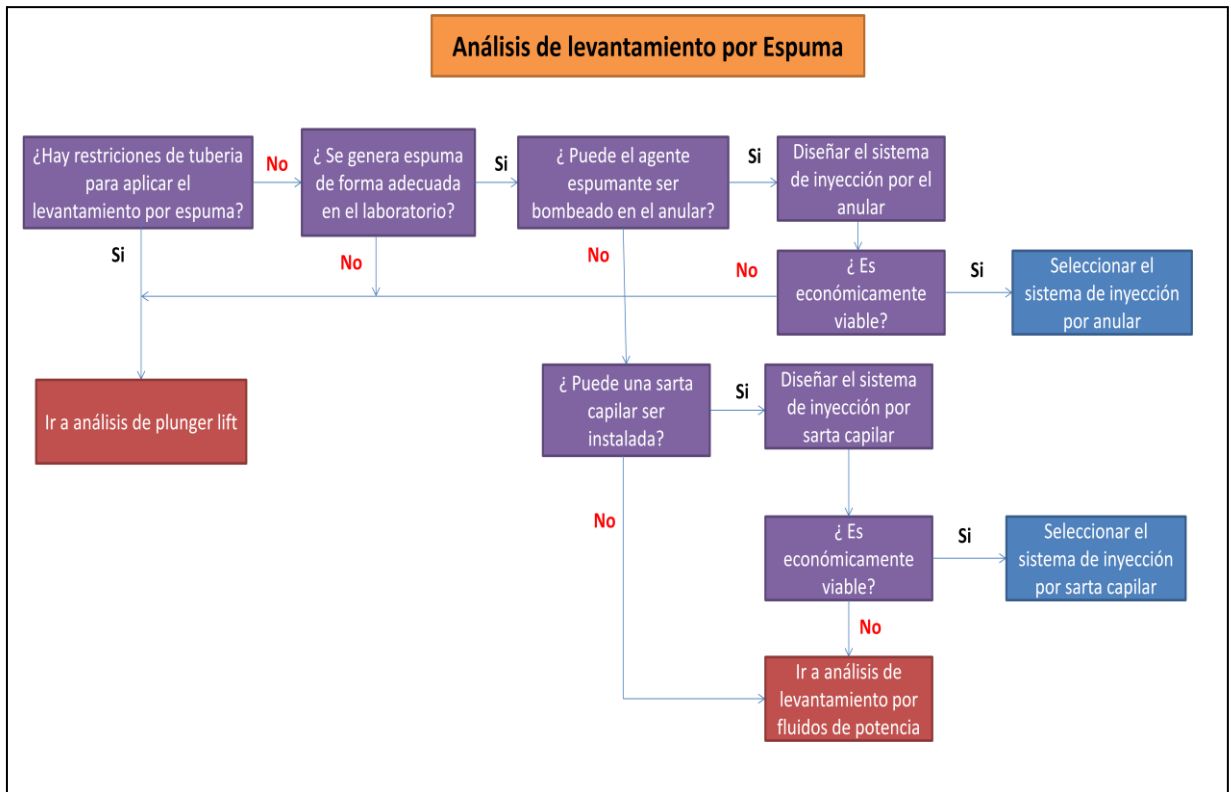 Análisis de levantamiento por Espuma
¿Hay restriciones de tuberia
para aplicar el
levantamiento por espuma?
No
¿ Se genera espuma
de forma adecuada
en el laboratorio?
Si
¿ Puede el agente
espumante ser
bombeado en el anular?
Si
Diseñar el sistema
de inyección por el
anular
Si
No
No
No
¿ Es
económicamente
viable?
Si
Seleccionar el
sistema de inyección
por anular
Ir a análisis de plunger lift
¿ Puede una sarta
capilar ser
instalada?
Si
Diseñar el sistema
de inyección por
sarta capilar
No
¿ Es
económicamente
viable?
Si
Seleccionar el
sistema de inyección
por sarta capilar
No
Ir a análisis de
levantamiento por
fluidos de potencia